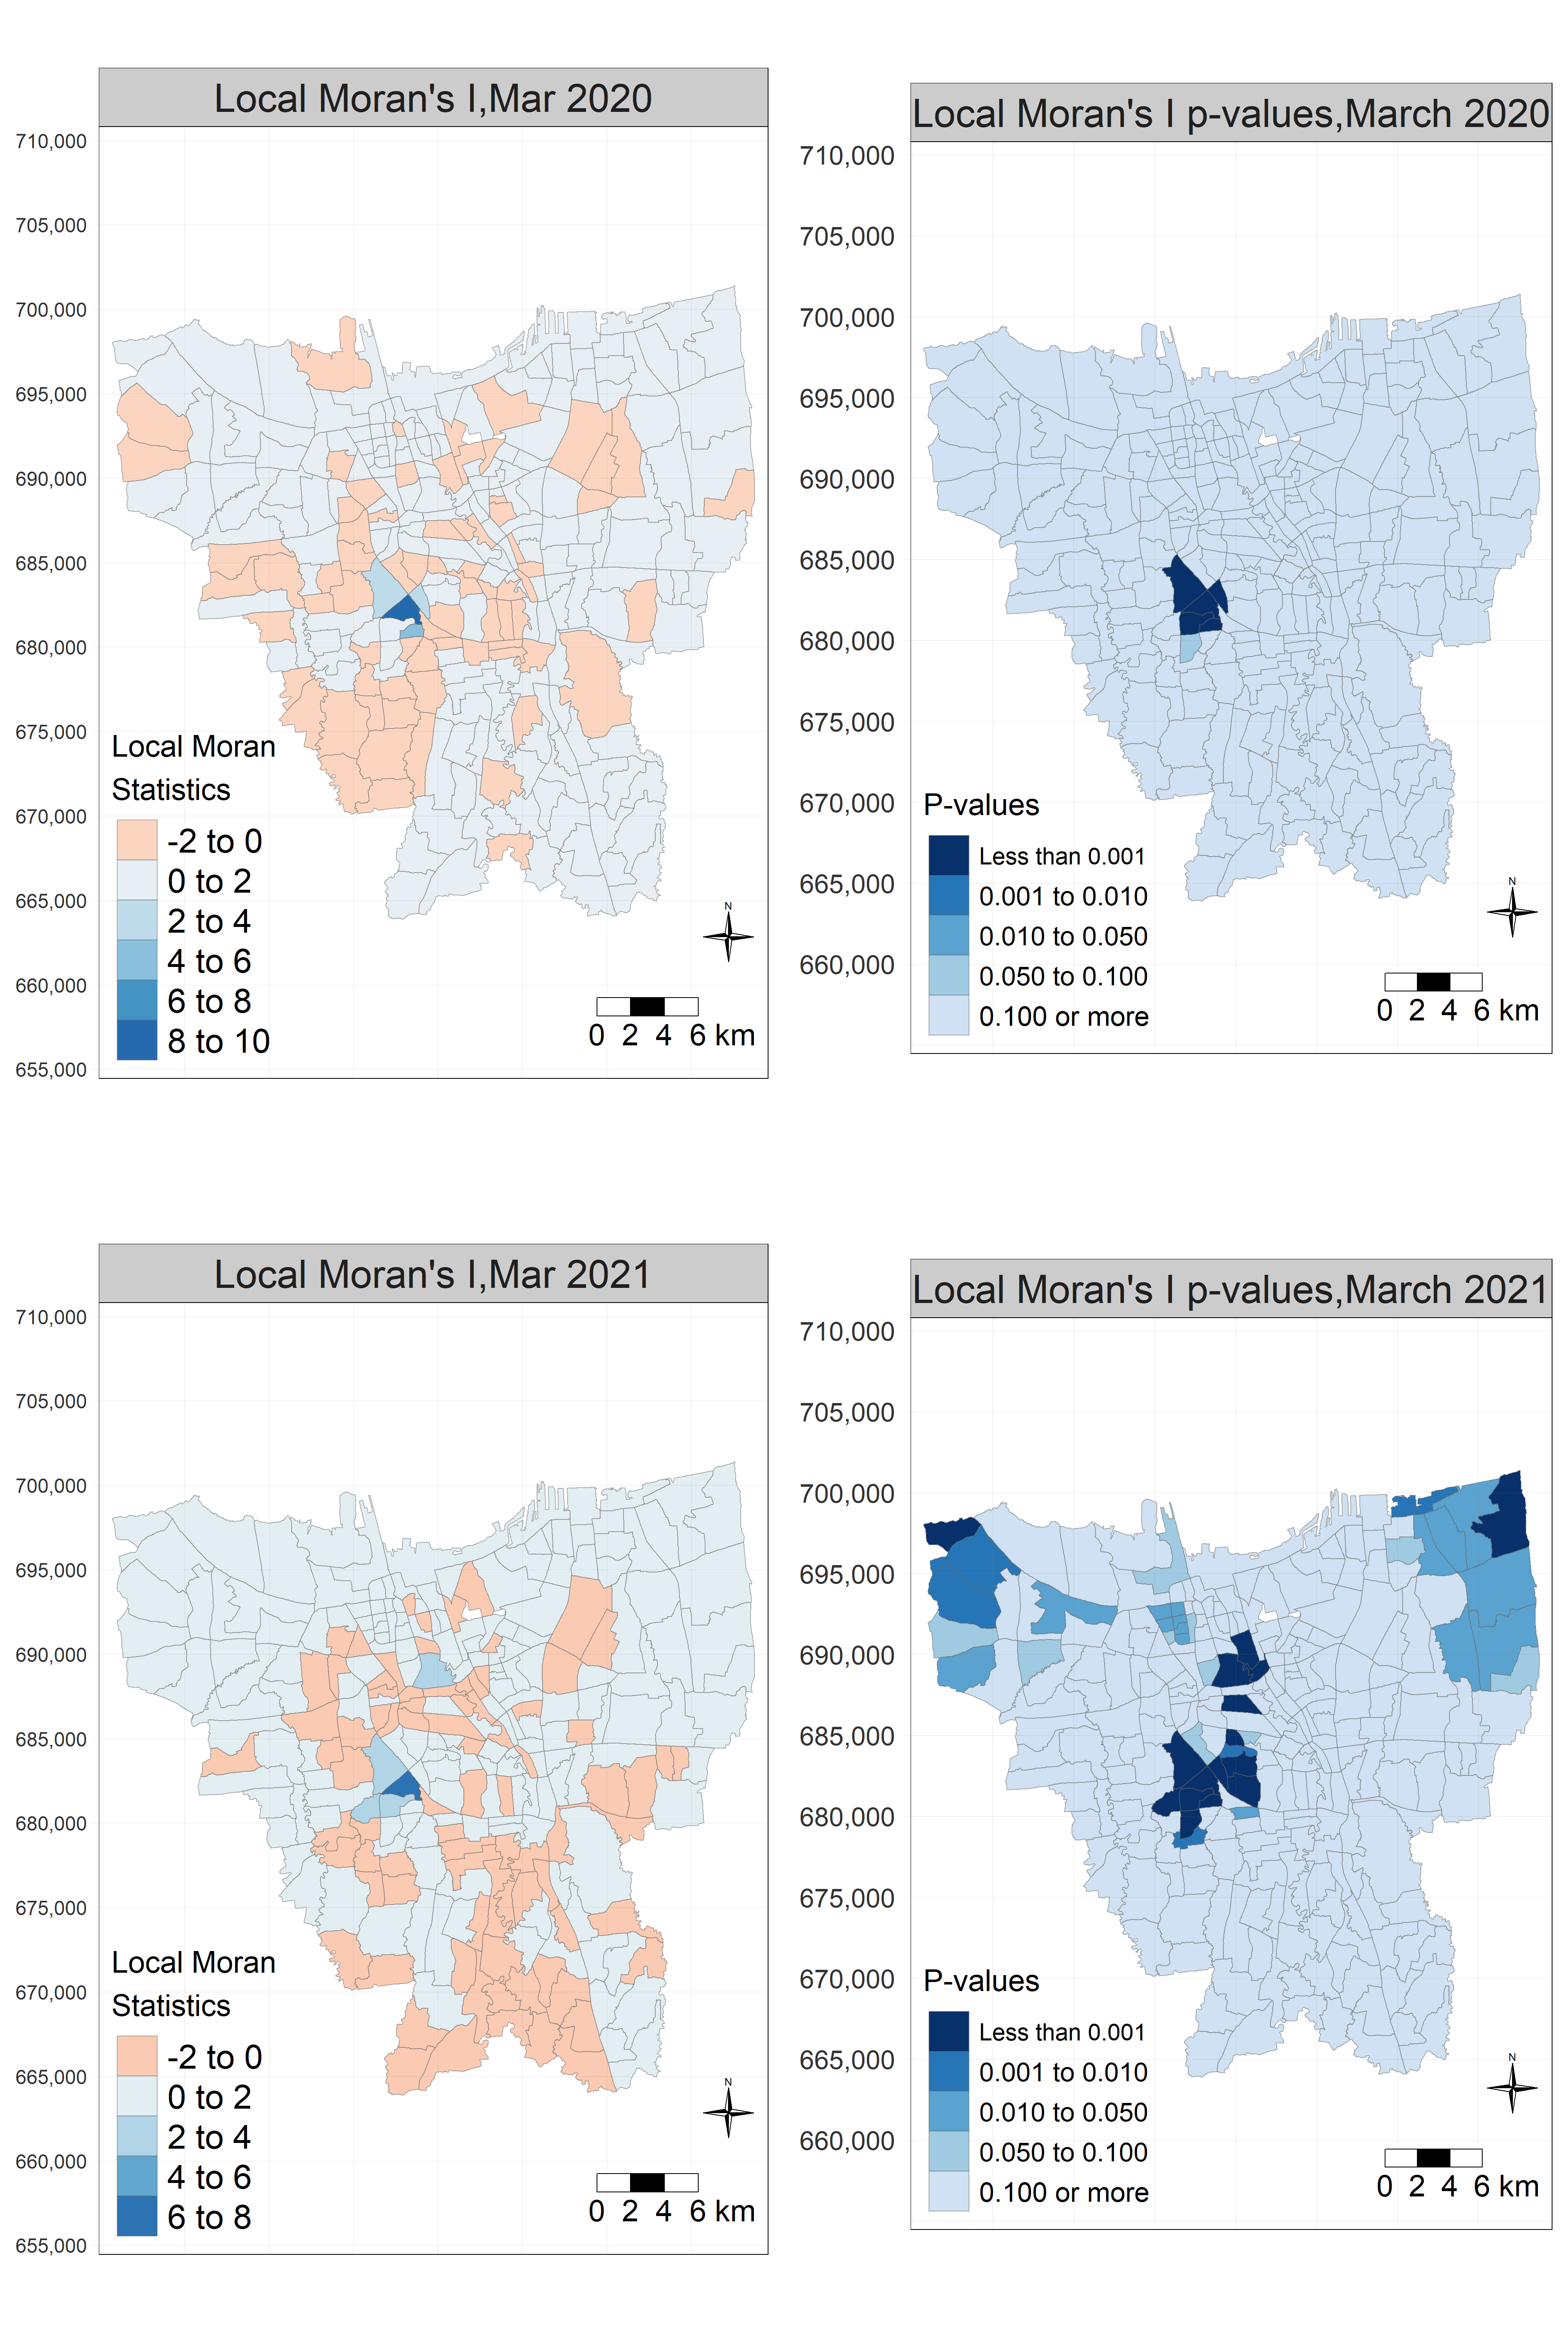 Local Moran's I,Mar 2020
710,000
705,000
700,000
695,000
690,000
685,000
680,000
675,000
670,000
665,000
660,000
655,000
Local Moran
Statistics
-2 to 0
0 to 2
2 to 4
4 to 6
6 to 8
8 to 10
N
0 2 4 6 km
Local Moran's I p-values,March 2020
710,000
705,000
700,000
695,000
690,000
685,000
680,000
675,000
670,000
665,000
660,000
P-values
Less than 0.001
0.001 to 0.010
0.010 to 0.050
0.050 to 0.100
0.100 or more
N
0 2 4 6 km
Local Moran's I,Mar 2021
710,000
705,000
700,000
695,000
690,000
685,000
680,000
675,000
670,000
665,000
660,000
655,000
Local Moran
Statistics
-2 to 0
0 to 2
2 to 4
4 to 6
6 to 8
N
0 2 4 6 km
Local Moran's I p-values,March 2021
710,000
705,000
700,000
695,000
690,000
685,000
680,000
675,000
670,000
665,000
660,000
P-values
Less than 0.001
0.001 to 0.010
0.010 to 0.050
0.050 to 0.100
0.100 or more
N
0 2 4 6 km